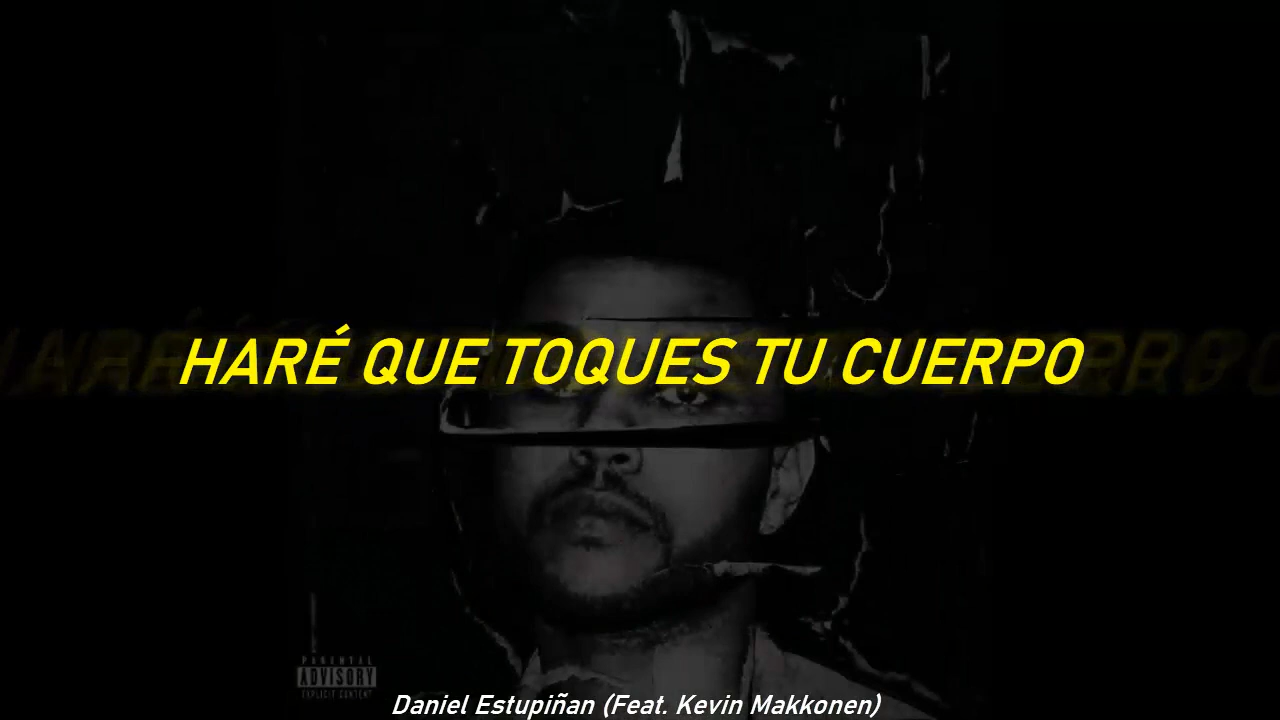 HARÉ QUE TOQUES TU CUERPO
PARENTAL
ADVISORY
EXPLICIT CONTENT
Daniel Estupiñan (Feat. Kevin Makkonen)